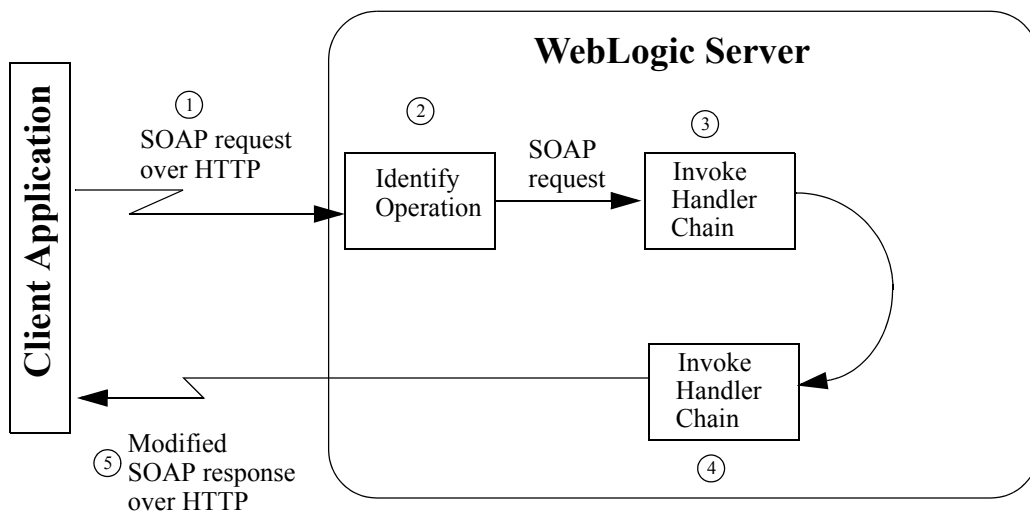 WebLogic Server
Client Application
1
SOAP request
over HTTP
2
Identify
Operation
SOAP
request
3
Invoke
Handler
Chain
Invoke
Handler
Chain
4
5
Modified
SOAP response
over HTTP